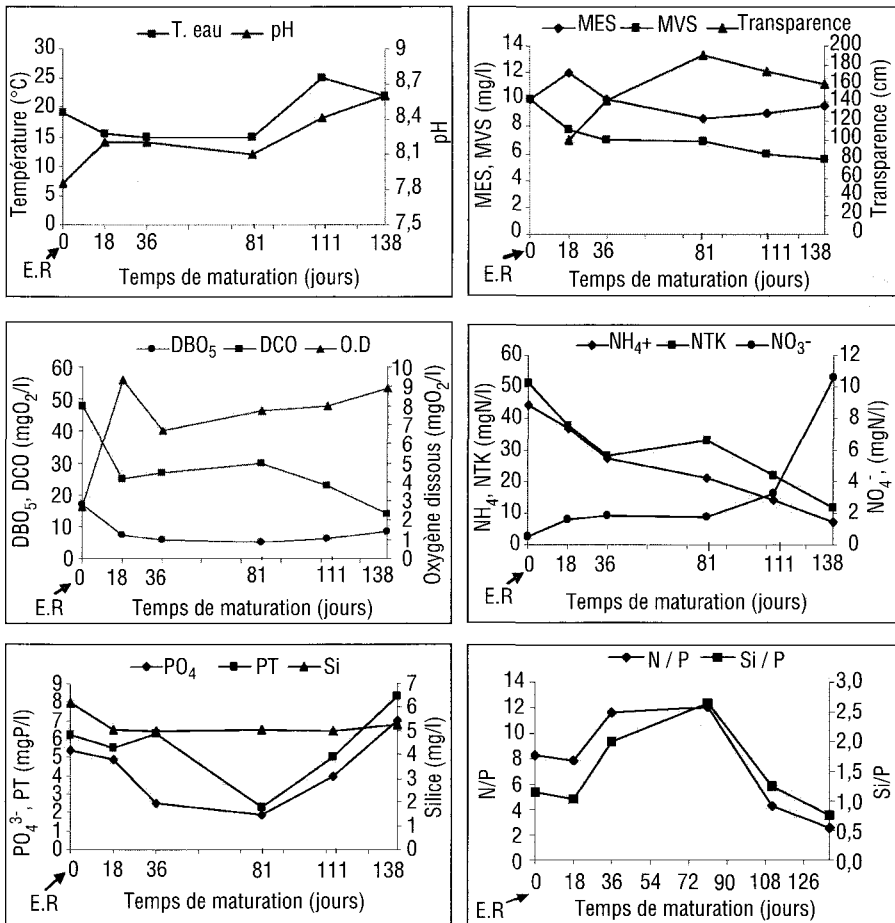 T. eau pH
Température (°C)
30
25
20
15
10
5
0
9
8,7
8,4
8,1
7,8
7,5
pH
0 18 36 81 111 138
E.R
Temps de maturation (jours)
MES MVS Transparence
MES, MVS (mg/l)
14
12
10
8
6
4
2
0
200
180
160
140
120
100
80
60
40
20
0
Transparence (cm)
0 18 36 81 111 138
E.R
Temps de maturation (jours)
DBO5 DCO O.D
DBO5, DCO (mgO2/l)
60
50
40
30
20
10
0
10
9
8
7
6
5
4
3
2
1
0
Oxygène dissous (mgO2/l)
0 18 36 81 111 138
E.R
Temps de maturation (jours)
NH4+ NTK NO3-
NH4, NTK (mgN/l)
60
50
40
30
20
10
0
12
10
8
6
4
2
0
NO4-, (mgN/l)
0 18 36 81 111 138
E.R
Temps de maturation (jours)
PO4 PT Si
PO43-, PT (mgP/l)
9
8
7
6
5
4
3
2
1
0
7
6
5
4
3
2
1
0
Silice (mg/l)
0 18 36 81 111 138
E.R
Temps de maturation (jours)
N / P Si / P
N/P
14
12
10
8
6
4
2
0
3,0
2,5
2,0
1,5
1,0
0,5
0,0
Si/P
0 18 36 54 72 90 108 126
E.R
Temps de maturation (jours)